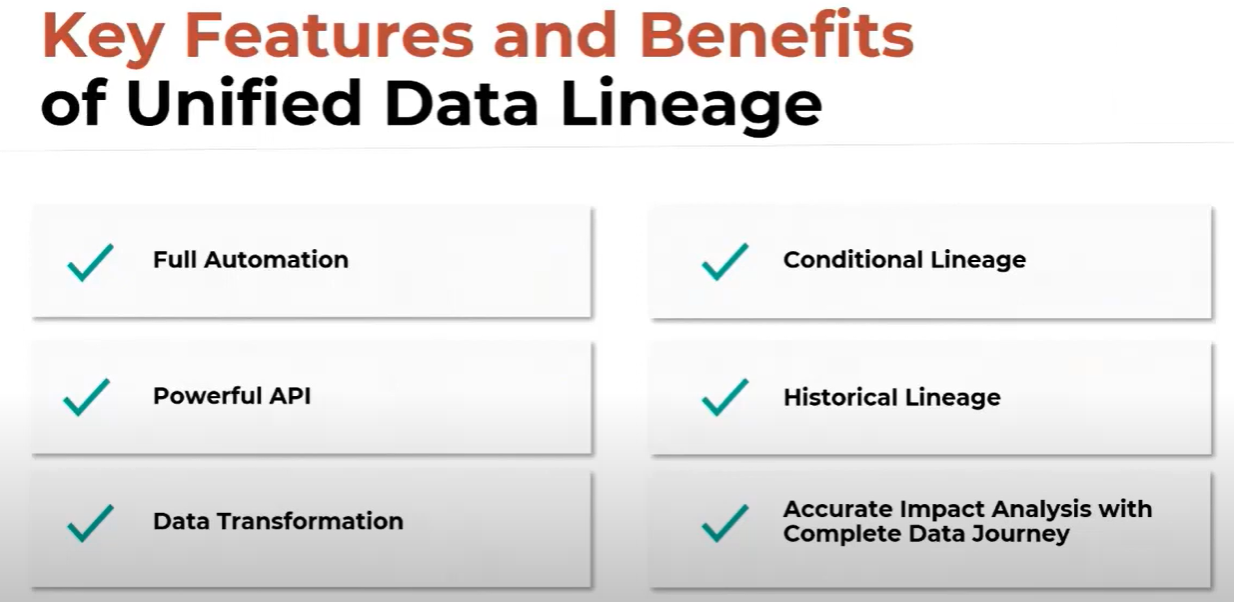 Key Features and Benefits
of Unified Data Lineage
Full Automation
Conditional Lineage
Powerful API
Historical Lineage
Data Transformation
Accurate Impact Analysis with
Complete Data Journey